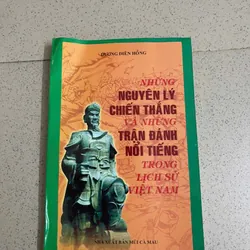 DƯƠNG DIÊN HỒNG
NHỮNG
NGUYÊN LÝ
CHIẾN THẮNG
VÀ NHỮNG
TRẬN ĐÁNH
NỔI TIẾNG
TRONG
LỊCH SỬ
VIỆT NAM
NHÀ XUẤT BẢN MŨI CÀ MAU